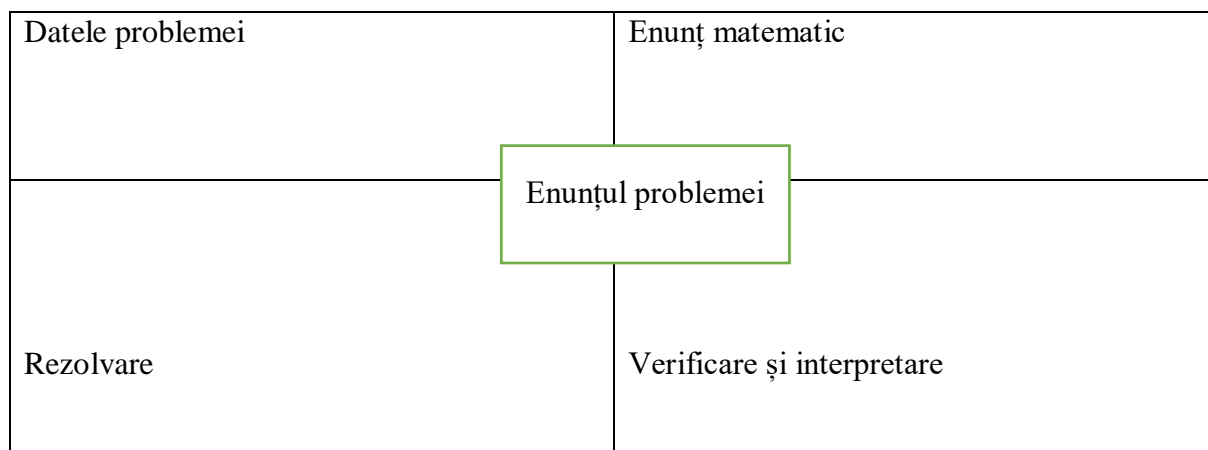 Datele problemei
Enunț matematic
Enunțul problemei
Rezolvare
Verificare și interpretare